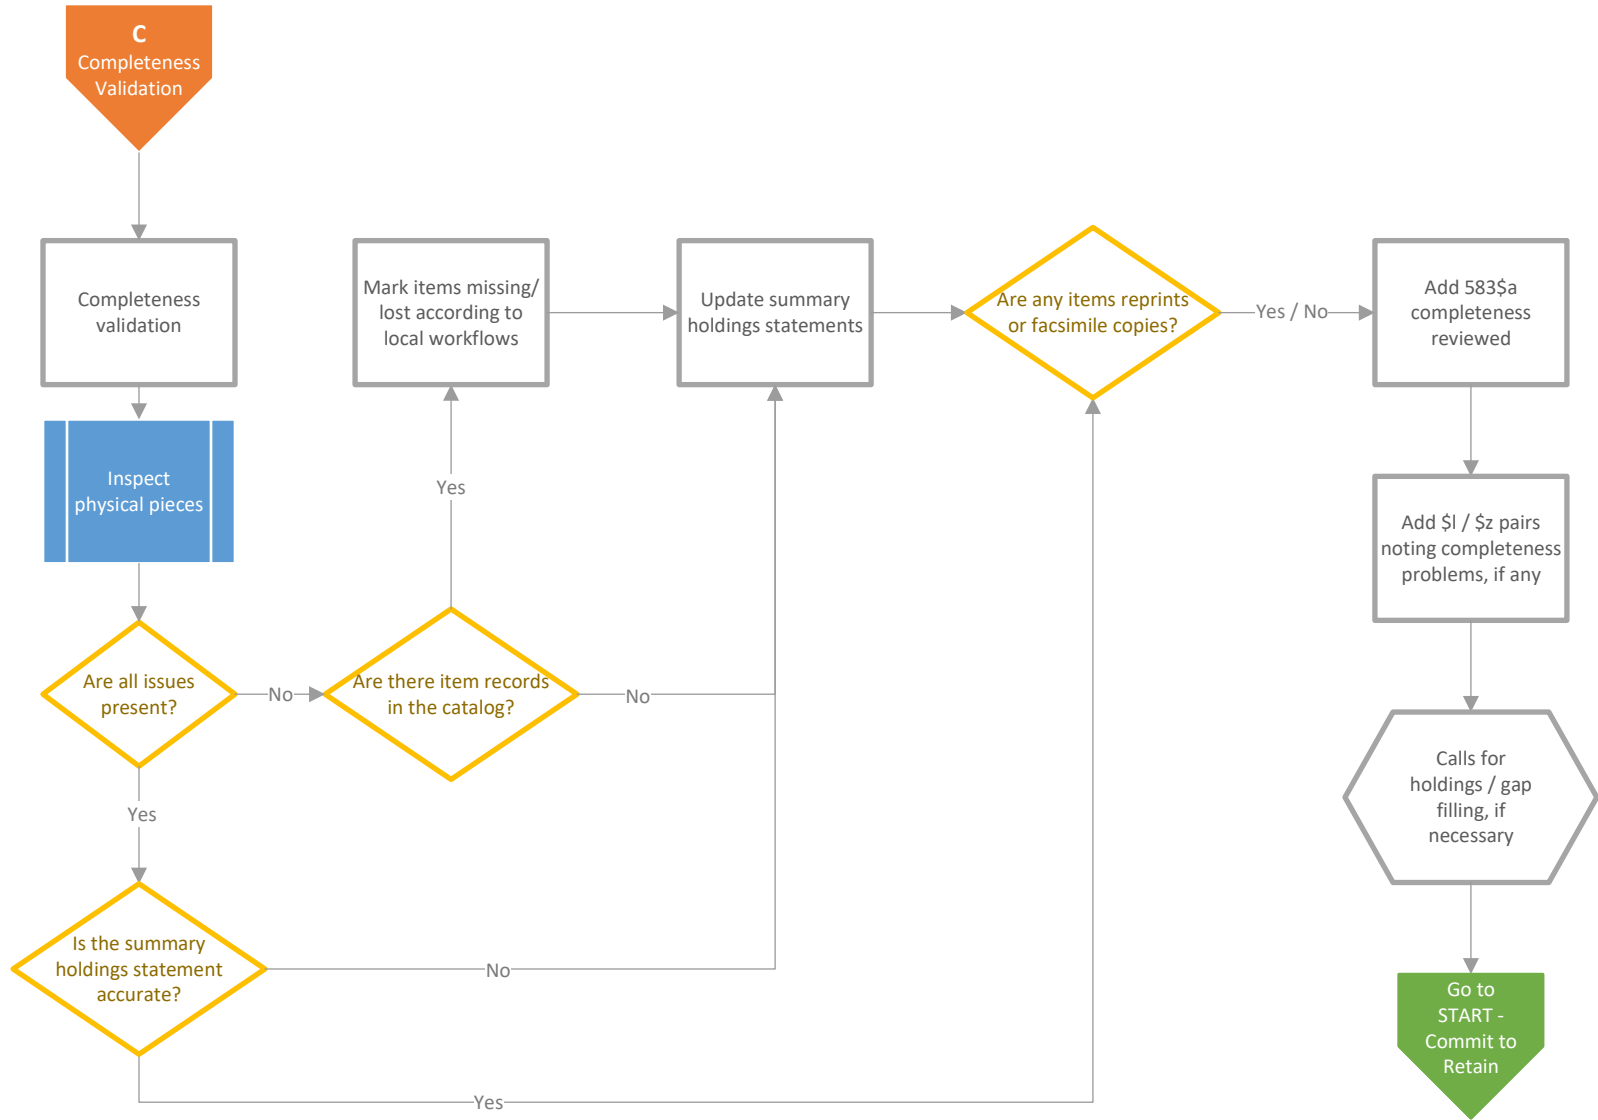 C
Completeness
Validation
Completeness
validation
Mark items missing/
lost according to
local workflows
Update summary
holdings statements
Are any items reprints
or facsimile copies?
Yes / No
Add 583$a
completeness
reviewed
Inspect
physical pieces
Yes
Add $l / $z pairs
noting completeness
problems, if any
Are all issues
present?
No
Are there item records
in the catalog?
No
Yes
Calls for
holdings / gap
filling, if
necessary
Is the summary
holdings statement
accurate?
No
Yes
Go to
START -
Commit to
Retain